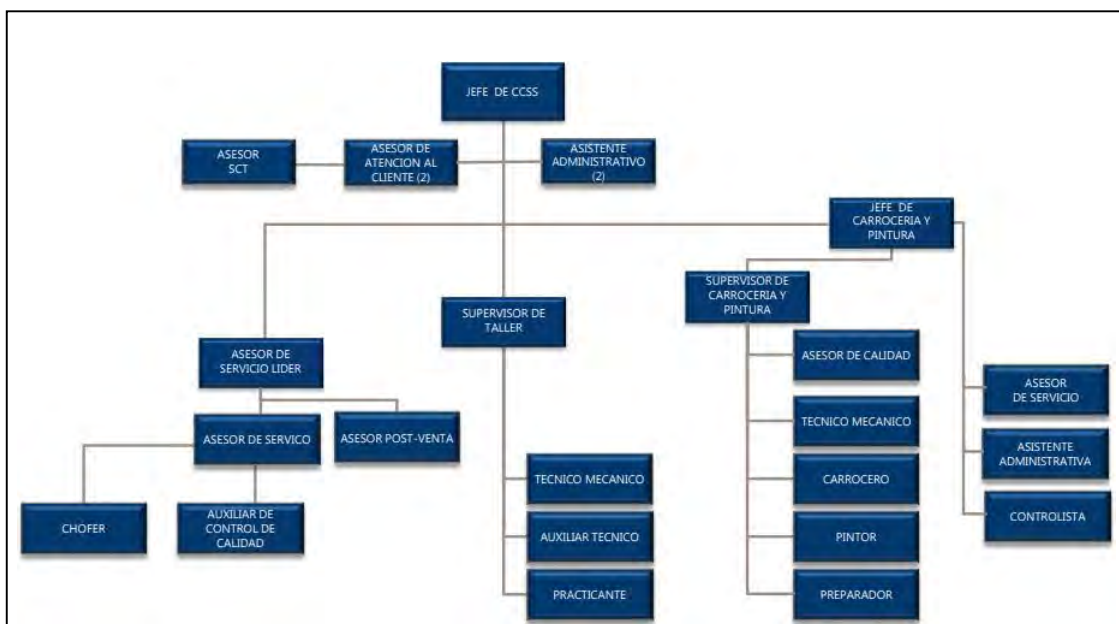 JEFE DE CCSS
ASESOR
SCT
ASESOR DE
ATENCION AL
CLIENTE (2)
ASISTENTE
ADMINISTRATIVO
(2)
JEFE DE
CARROCERIA Y
PINTURA
SUPERVISOR DE
CARROCERIA Y
PINTURA
SUPERVISOR DE
TALLER
ASESOR DE
SERVICIO LIDER
ASESOR DE CALIDAD
ASESOR
DE SERVICIO
ASESOR DE SERVICO
ASESOR POST-VENTA
TECNICO MECANICO
ASISTENTE
ADMINISTRATIVA
TECNICO MECANICO
CARROCERO
CHOFER
AUXILIAR DE
CONTROL DE
CALIDAD
CONTROLISTA
AUXILIAR TECNICO
PINTOR
PRACTICANTE
PREPARADOR